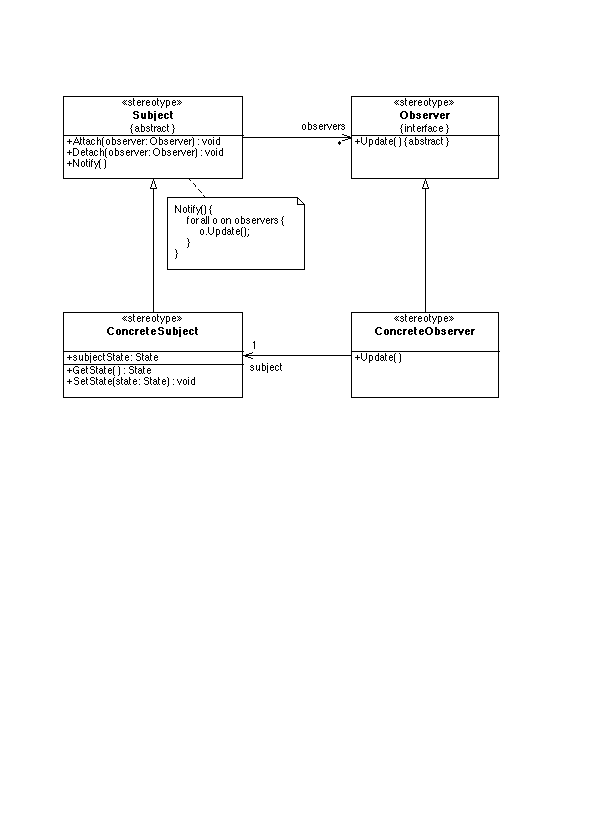 «stereotype»
Subject
{abstract}
+Attach(observer: Observer) : void
+Detach(observer: Observer) : void
+Notify()
observers
*
«stereotype»
Observer
{interface}
+Update() {abstract}
Notify() {
for all o on observers {
o.Update();
}
}
«stereotype»
ConcreteSubject
+subjectState: State
+GetState() : State
+SetState(state: State) : void
1
subject
«stereotype»
ConcreteObserver
+Update()